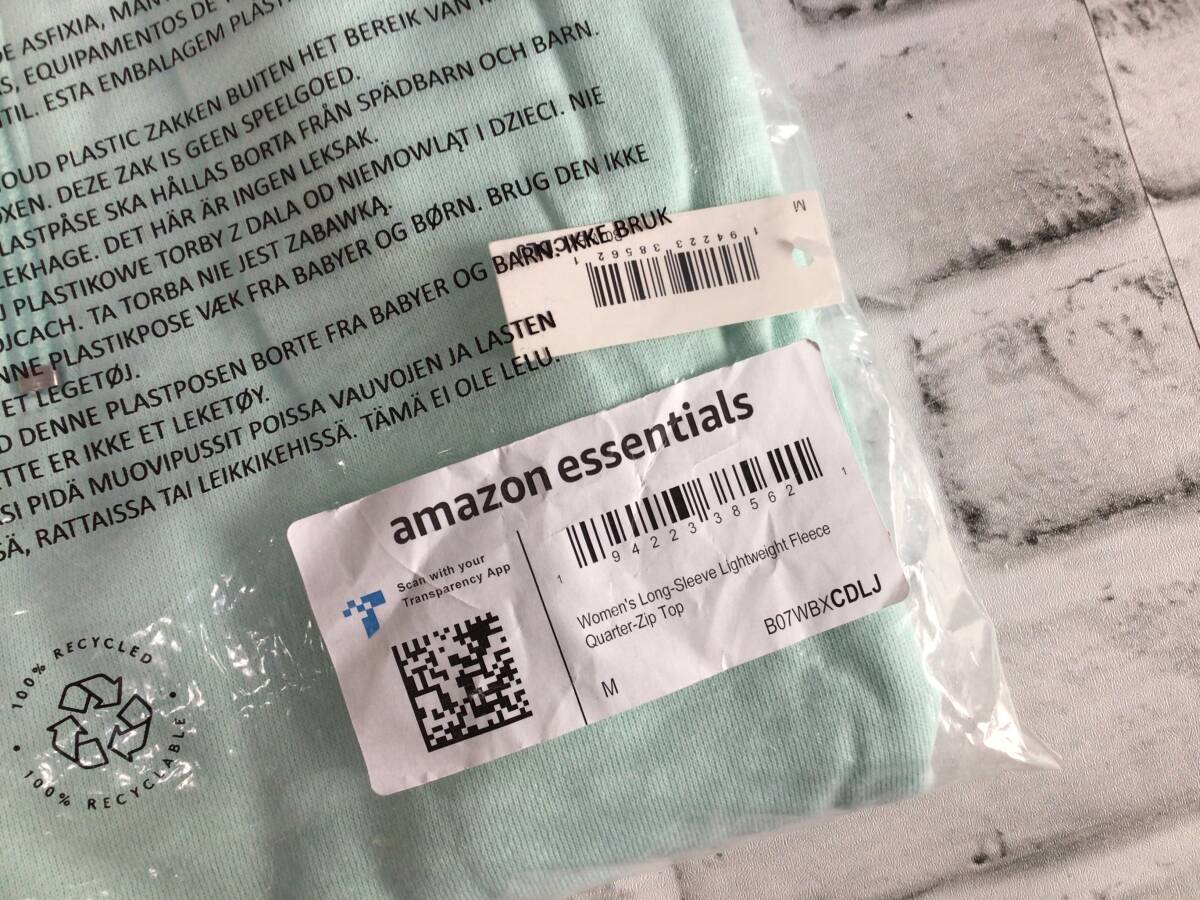 DE ASFIXIA, MAN
S, EQUIPAMENTOS DE
TIL. ESTA EMBALAGEM PLAST
OUD PLASTIC ZAKKEN BUITEN HET BEREIK VAN
OXEN. DEZE ZAK IS GEEN SPEELGOED.
LASTPÅSE SKA HÅLLAS BORTA FRÅN SPÄDBARN OCH BARN.
LEKHAGE. DET HÄR ÄR INGEN LEKSAK.
J PLASTIKOWE TORBY Z DALA OD NIEMOWLĄT I DZIECI. NIE
OJCACH. TA TORBA NIE JEST ZABAWKĄ.
NNE PLASTIKPOSE VÆK FRA BABYER OG BØRN. BRUG DEN IKKE
ET LEGETØJ.
D DENNE PLASTPOSEN BORTE FRA BABYER OG BARN. IKKE BRUK
TTE ER IKKE ET LEKETØY.
SI PIDÄ MUOVIPUSSIT POISSA VAUVOJEN JA LASTEN
SÄ, RATTAISSA TAI LEIKKIKEHISSÄ. TÄMÄ EI OLE LELU.
M
1 94223 38562 1
amazon essentials
Scan with your
Transparency App
1 94223 38562 1
Women's Long-Sleeve Lightweight Fleece
Quarter-Zip Top
B07WBXCDLJ
M
100% RECYCLED
100% RECYCLABLE